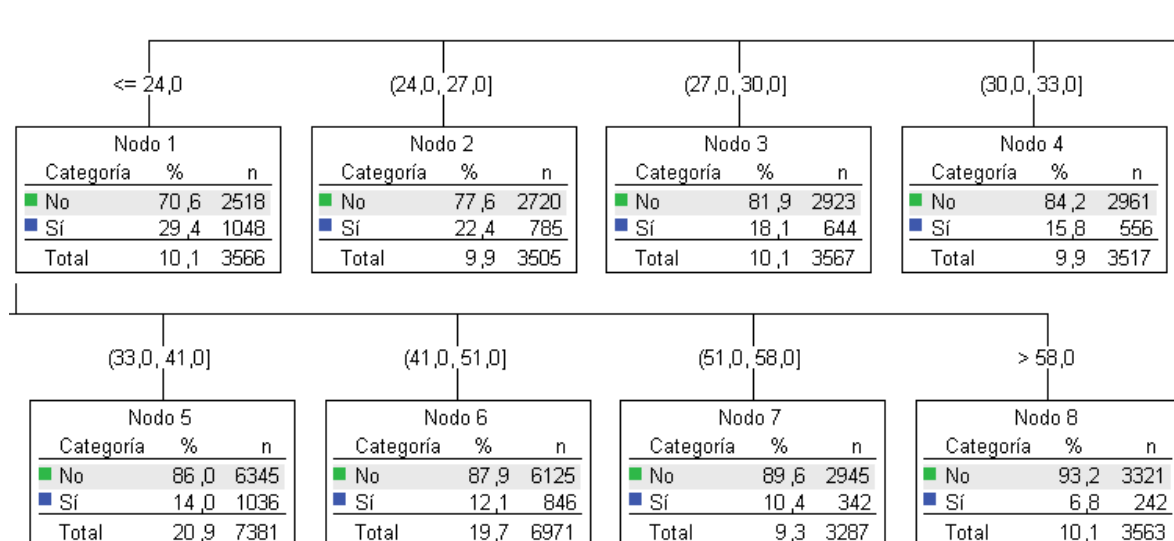 <= 24,0 (24,0, 27,0] (27,0, 30,0] (30,0, 33,0]
Nodo 1 Nodo 2 Nodo 3 Nodo 4
Categoría % n Categoría % n Categoría % n Categoría % n
No 70,6 2518 No 77,6 2720 No 81,9 2923 No 84,2 2961
Sí 29,4 1048 Sí 22,4 785 Sí 18,1 644 Sí 15,8 556
Total 10,1 3566 Total 9,9 3505 Total 10,1 3567 Total 9,9 3517
(33,0, 41,0] (41,0, 51,0] (51,0, 58,0] > 58,0
Nodo 5 Nodo 6 Nodo 7 Nodo 8
Categoría % n Categoría % n Categoría % n Categoría % n
No 86,0 6345 No 87,9 6125 No 89,6 2945 No 93,2 3321
Sí 14,0 1036 Sí 12,1 846 Sí 10,4 342 Sí 6,8 242
Total 20,9 7381 Total 19,7 6971 Total 9,3 3287 Total 10,1 3563